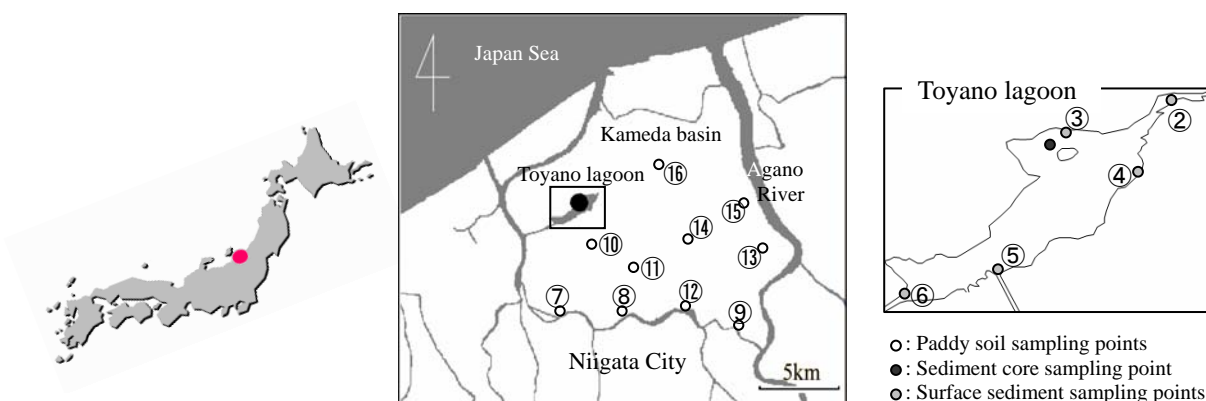 Japan Sea
Kameda basin
Toyano lagoon
⑯
Agano
River
⑮
⑭
⑩
⑬
⑪
⑦
⑧
⑫
⑨
Niigata City
5km
Toyano lagoon
②
③
④
⑤
⑥
: Paddy soil sampling points
: Sediment core sampling point
: Surface sediment sampling points